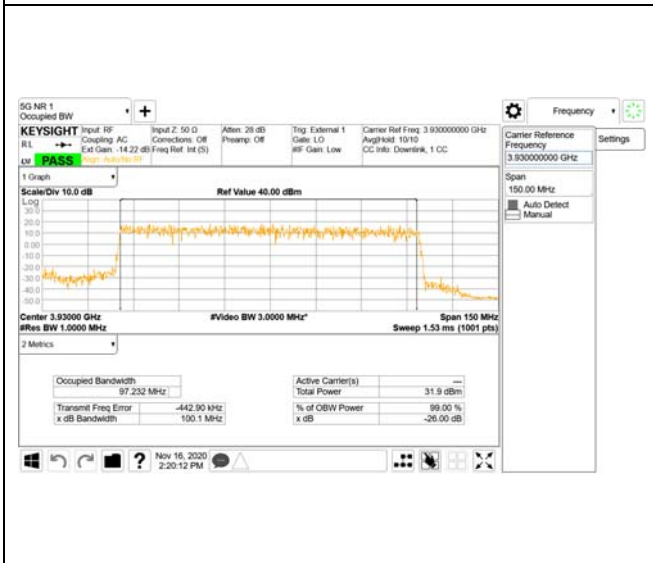 5G NR 1
Occupied BW
Frequency
KEYSIGHT Input: RF Input Z: 50 Ω Atten: 28 dB Trig: External 1 Carrier Ref Freq: 3.930000000 GHz
RL Coupling: AC Corrections: Off Preamp: Off Gate: LO Avg|Hold: 10/10
Ext Gain: -14.22 dB Freq Ref: Int (S) #IF Gain: Low CC Info: Downlink, 1 CC
PASS Align: Auto/No RF
Carrier Reference
Frequency
3.930000000 GHz
Settings
Span
150.00 MHz
Auto Detect
Manual
1 Graph
Scale/Div 10.0 dB Ref Value 40.00 dBm
Log
30.0
20.0
10.0
0.00
-10.0
-20.0
-30.0
-40.0
-50.0
Center 3.93000 GHz #Video BW 3.0000 MHz* Span 150 MHz
#Res BW 1.0000 MHz Sweep 1.53 ms (1001 pts)
2 Metrics
Occupied Bandwidth Active Carrier(s) ---
97.232 MHz Total Power 31.9 dBm
Transmit Freq Error -442.90 kHz % of OBW Power 99.00 %
x dB Bandwidth 100.1 MHz x dB -26.00 dB
? Nov 16, 2020
2:20:12 PM